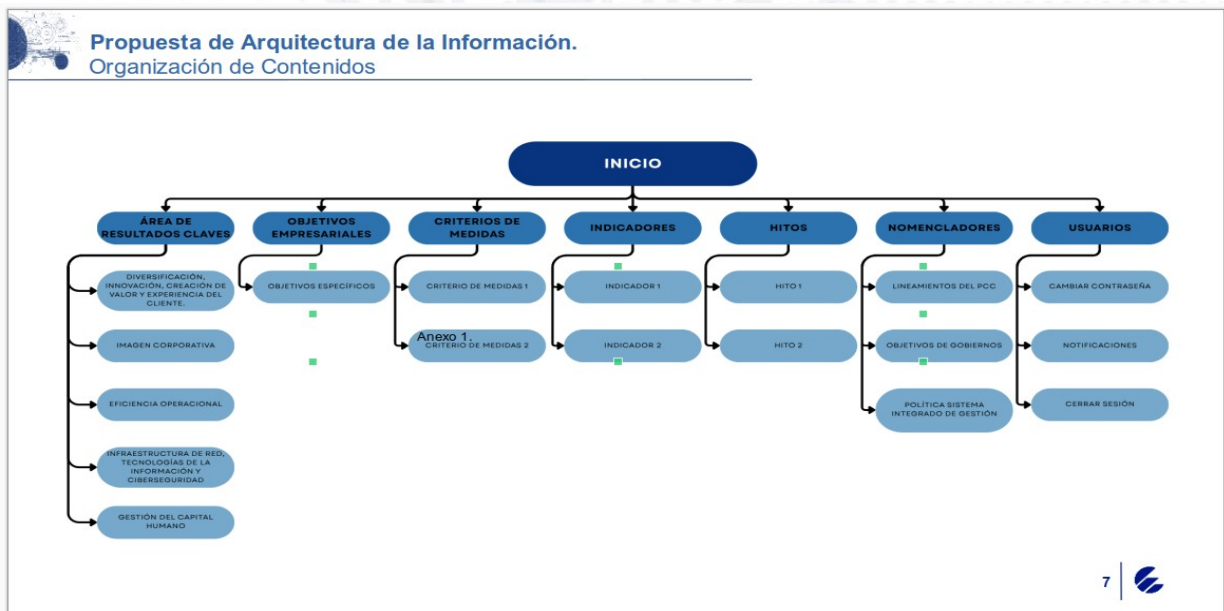 Propuesta de Arquitectura de la Información.
Organización de Contenidos
INICIO
ÁREA DE
RESULTADOS CLAVES
OBJETIVOS
EMPRESARIALES
CRITERIOS DE
MEDIDAS
INDICADORES
HITOS
NOMENCLADORES
USUARIOS
DIVERSIFICACIÓN,
INNOVACIÓN, CREACIÓN DE
VALOR Y EXPERIENCIA DEL
CLIENTE.
IMAGEN CORPORATIVA
EFICIENCIA OPERACIONAL
INFRAESTRUCTURA DE RED,
TECNOLOGÍAS DE LA
INFORMACIÓN Y
CIBERSEGURIDAD
GESTIÓN DEL CAPITAL
HUMANO
OBJETIVOS ESPECÍFICOS
CRITERIO DE MEDIDAS 1
Anexo 1.
CRITERIO DE MEDIDAS 2
INDICADOR 1
INDICADOR 2
HITO 1
HITO 2
LINEAMIENTOS DEL PCC
OBJETIVOS DE GOBIERNOS
POLÍTICA SISTEMA
INTEGRADO DE GESTIÓN
CAMBIAR CONTRASEÑA
NOTIFICACIONES
CERRAR SESIÓN
7